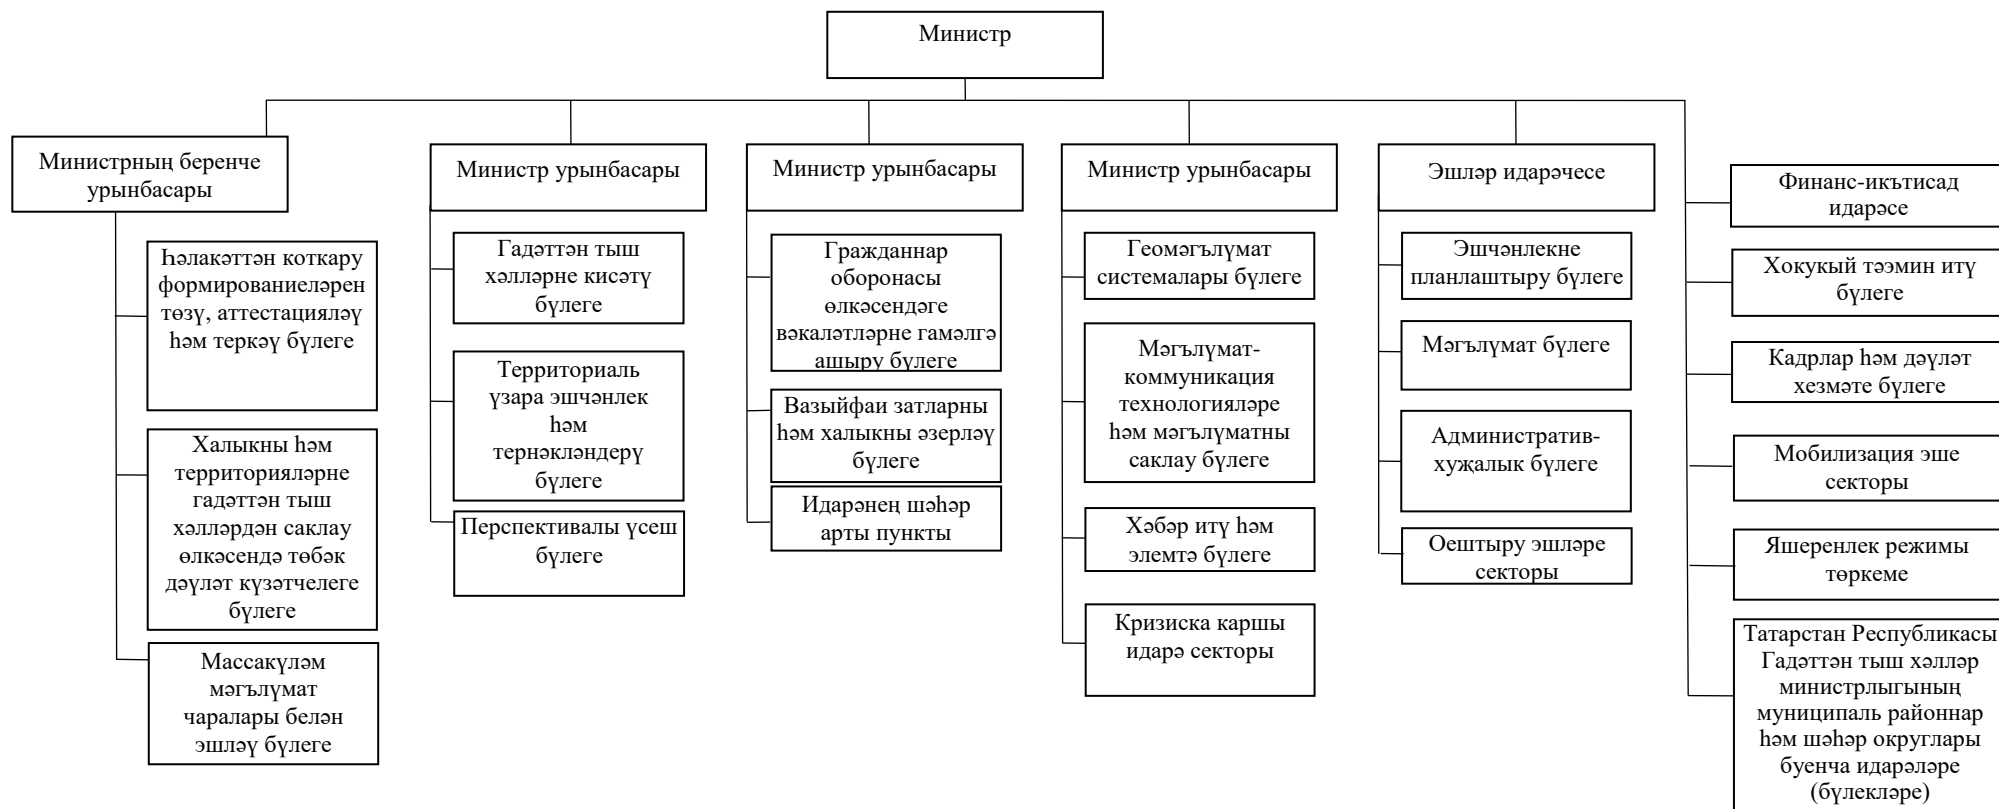 Министр
Министрның беренче
урынбасары
Һәлакәттән коткару
формированиеләрен
төзү, аттестацияләү
һәм теркәү бүлеге
Халыкны һәм
территорияләрне
гадәттән тыш
хәлләрдән саклау
өлкәсендә төбәк
дәүләт күзәтчелеге
бүлеге
Массакүләм
мәгълүмат
чаралары белән
эшләү бүлеге
Министр урынбасары
Гадәттән тыш
хәлләрне кисәтү
бүлеге
Территориаль
үзара эшчәнлек
һәм
тернәкләндерү
бүлеге
Перспективалы үсеш
бүлеге
Министр урынбасары
Гражданнар
оборонасы
өлкәсендәге
вәкаләтләрне гамәлгә
ашыру бүлеге
Вазыйфаи затларны
һәм халыкны әзерләү
бүлеге
Идарәнең шәһәр
арты пункты
Министр урынбасары
Геомәгълүмат
системалары бүлеге
Мәгълүмат-
коммуникация
технологияләре
һәм мәгълүматны
саклау бүлеге
Хәбәр итү һәм
элемтә бүлеге
Кризиска каршы
идарә секторы
Эшләр идарәчесе
Эшчәнлекне
планлаштыру бүлеге
Мәгълүмат бүлеге
Административ-
хуҗалык бүлеге
Оештыру эшләре
секторы
Финанс-икътисад
идарәсе
Хокукый тәэмин итү
бүлеге
Кадрлар һәм дәүләт
хезмәте бүлеге
Мобилизация эше
секторы
Яшеренлек режимы
төркеме
Татарстан Республикасы
Гадәттән тыш хәлләр
министрлыгының
муниципаль районнар
һәм шәһәр округлары
буенча идарәләре
(бүлекләре)